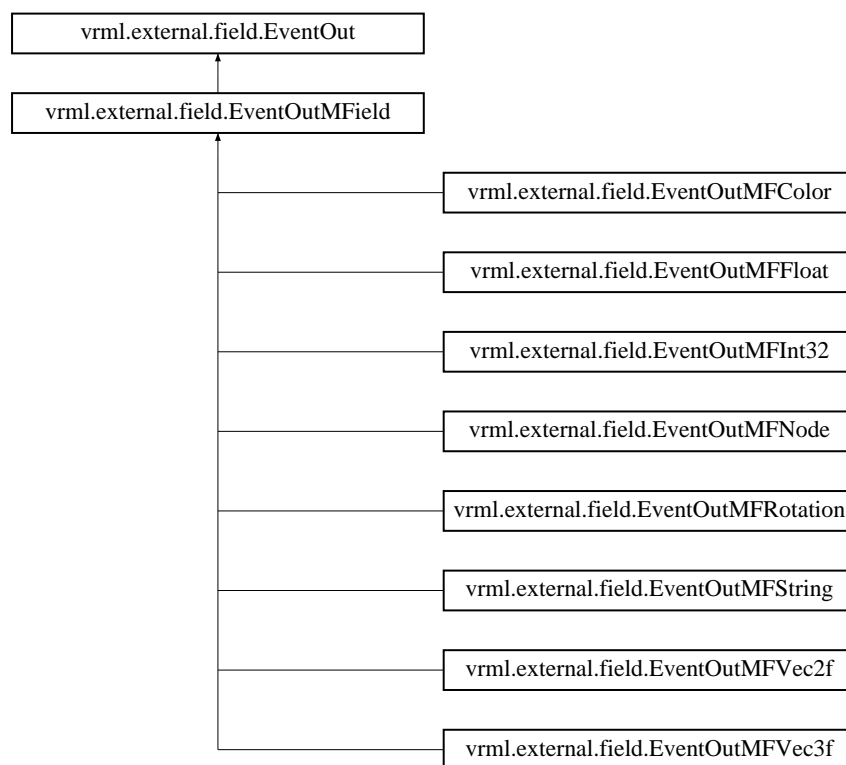 vrml.external.field.EventOut
vrml.external.field.EventOutMField
vrml.external.field.EventOutMFColor
vrml.external.field.EventOutMFFloat
vrml.external.field.EventOutMFInt32
vrml.external.field.EventOutMFNode
vrml.external.field.EventOutMFRotation
vrml.external.field.EventOutMFString
vrml.external.field.EventOutMFVec2f
vrml.external.field.EventOutMFVec3f